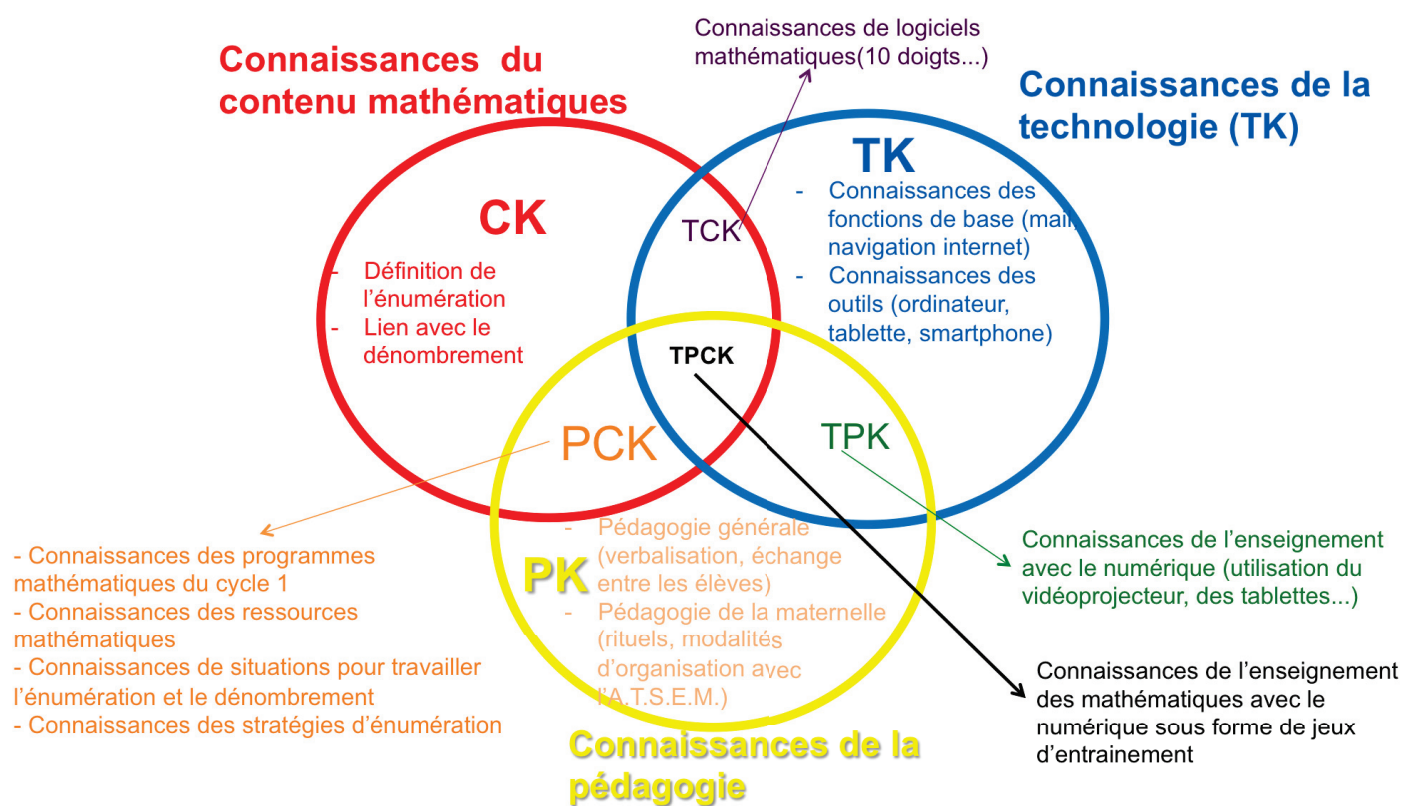 Connaissances de logiciels
mathématiques(10 doigts...)
Connaissances du
contenu mathématiques
Connaissances de la
technologie (TK)
CK
- Définition de
l’énumération
- Lien avec le
dénombrement
TCK
TK
- Connaissances des
fonctions de base (mail,
navigation internet)
- Connaissances des
outils (ordinateur,
tablette, smartphone)
TPCK
PCK
TPK
PK
- Pédagogie générale
(verbalisation, échange
entre les élèves)
- Pédagogie de la maternelle
(rituels, modalités
d’organisation avec
l’A.T.S.E.M.)
- Connaissances des programmes
mathématiques du cycle 1
- Connaissances des ressources
mathématiques
- Connaissances de situations pour travailler
l’énumération et le dénombrement
- Connaissances des stratégies d’énumération
Connaissances de l’enseignement
avec le numérique (utilisation du
vidéoprojecteur, des tablettes...)
Connaissances de l’enseignement
des mathématiques avec le
numérique sous forme de jeux
d’entrainement
Connaissances de la
pédagogie